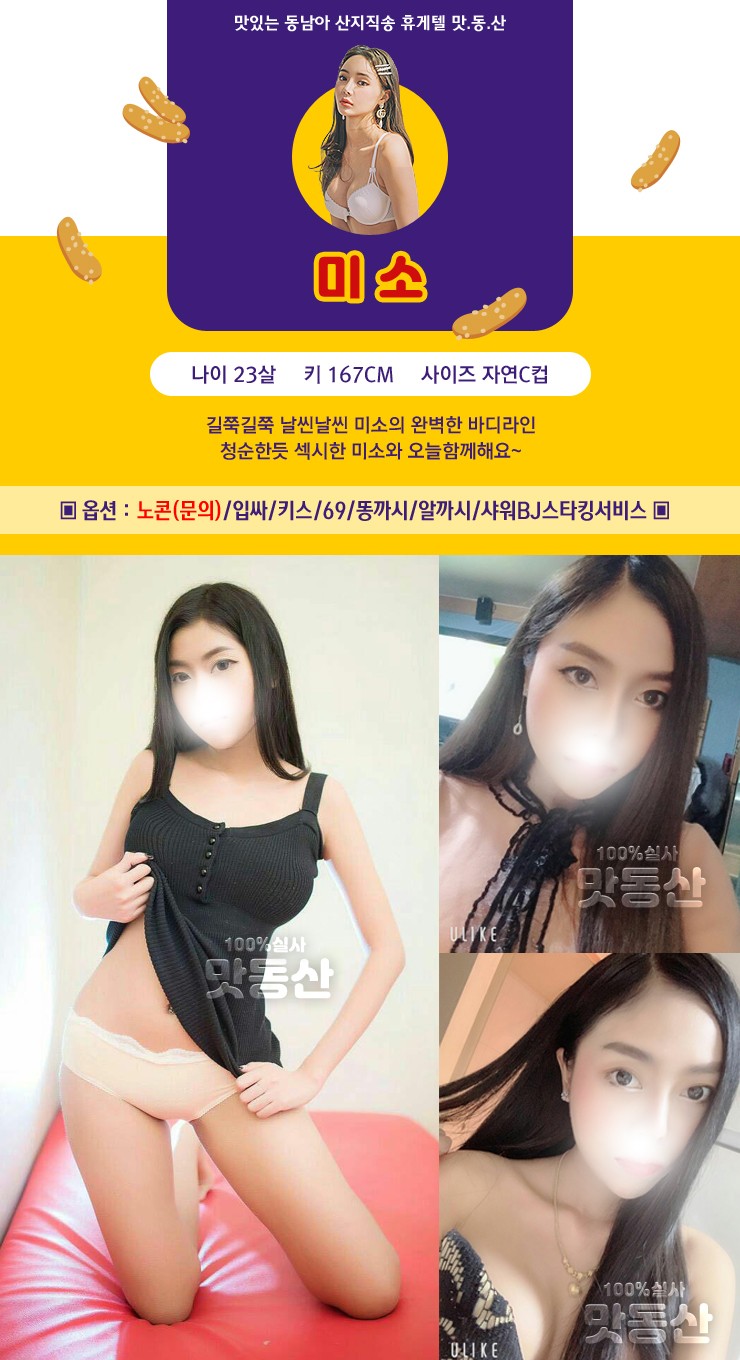 맛있는 동남아 산지직송 휴게텔 맛.동.산
미소
나이 23살 키 167CM 사이즈 자연C컵
길쭉길쭉 날씬날씬 미소의 완벽한 바디라인
청순한듯 섹시한 미소와 오늘함께해요~
▣ 옵션 : 노콘(문의)/입싸/키스/69/똥까시/알까시/샤워BJ스타킹서비스 ▣
100%실사
맛동산
ULIKE
100%실사
맛동산
100%실사
맛동산
ULIKE